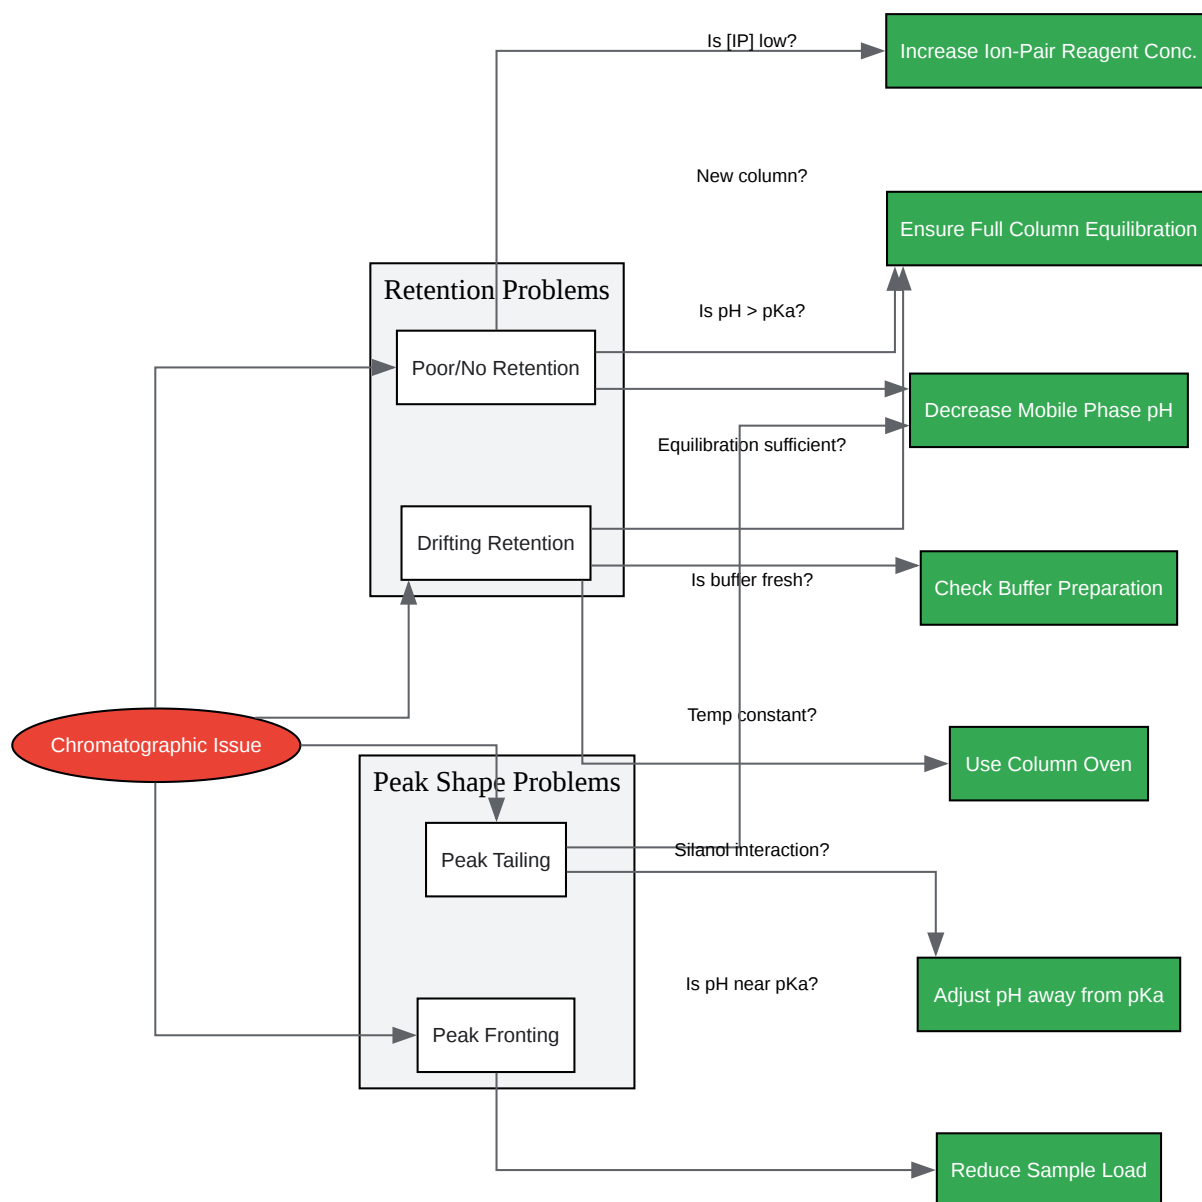 Is [IP] low?
Increase Ion-Pair Reagent Conc.
New column?
Ensure Full Column Equilibration
Retention Problems
Is pH > pKa?
Poor/No Retention
Decrease Mobile Phase pH
Equilibration sufficient?
Drifting Retention
Is buffer fresh?
Check Buffer Preparation
Temp constant?
Chromatographic Issue
Use Column Oven
Peak Shape Problems
Silanol interaction?
Peak Tailing
Is pH near pKa?
Adjust pH away from pKa
Peak Fronting
Reduce Sample Load